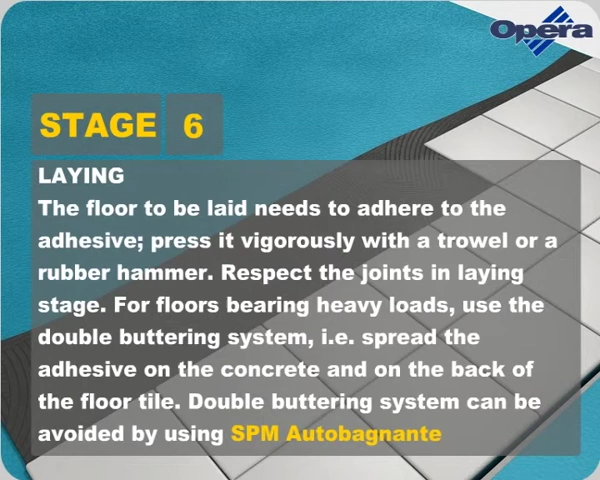 Opera
STAGE 6
LAYING
The floor to be laid needs to adhere to the
adhesive; press it vigorously with a trowel or a
rubber hammer. Respect the joints in laying
stage. For floors bearing heavy loads, use the
double buttering system, i.e. spread the
adhesive on the concrete and on the back of
the floor tile. Double buttering system can be
avoided by using SPM Autobagnante